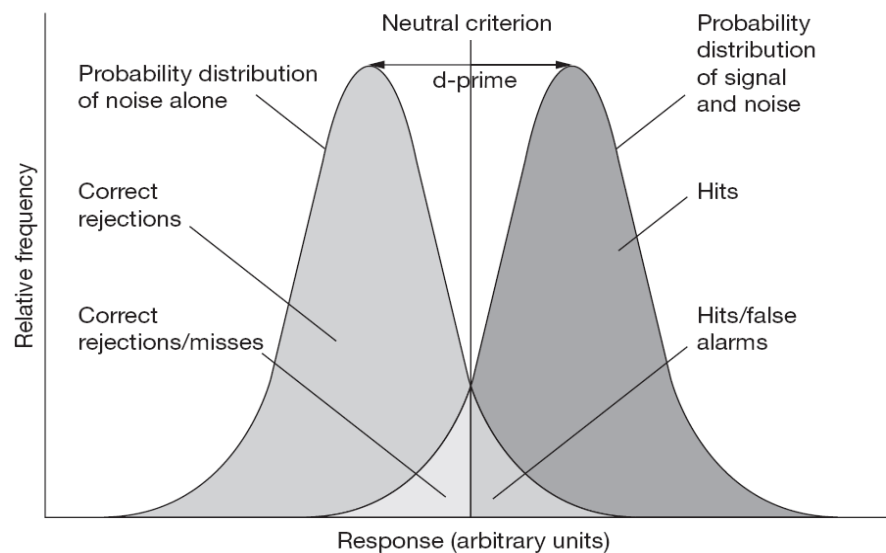 Neutral criterion
d-prime
Probability distribution
of noise alone
Probability
distribution
of signal
and noise
Correct
rejections
Hits
Correct
rejections/misses
Hits/false
alarms
Relative frequency
Response (arbitrary units)